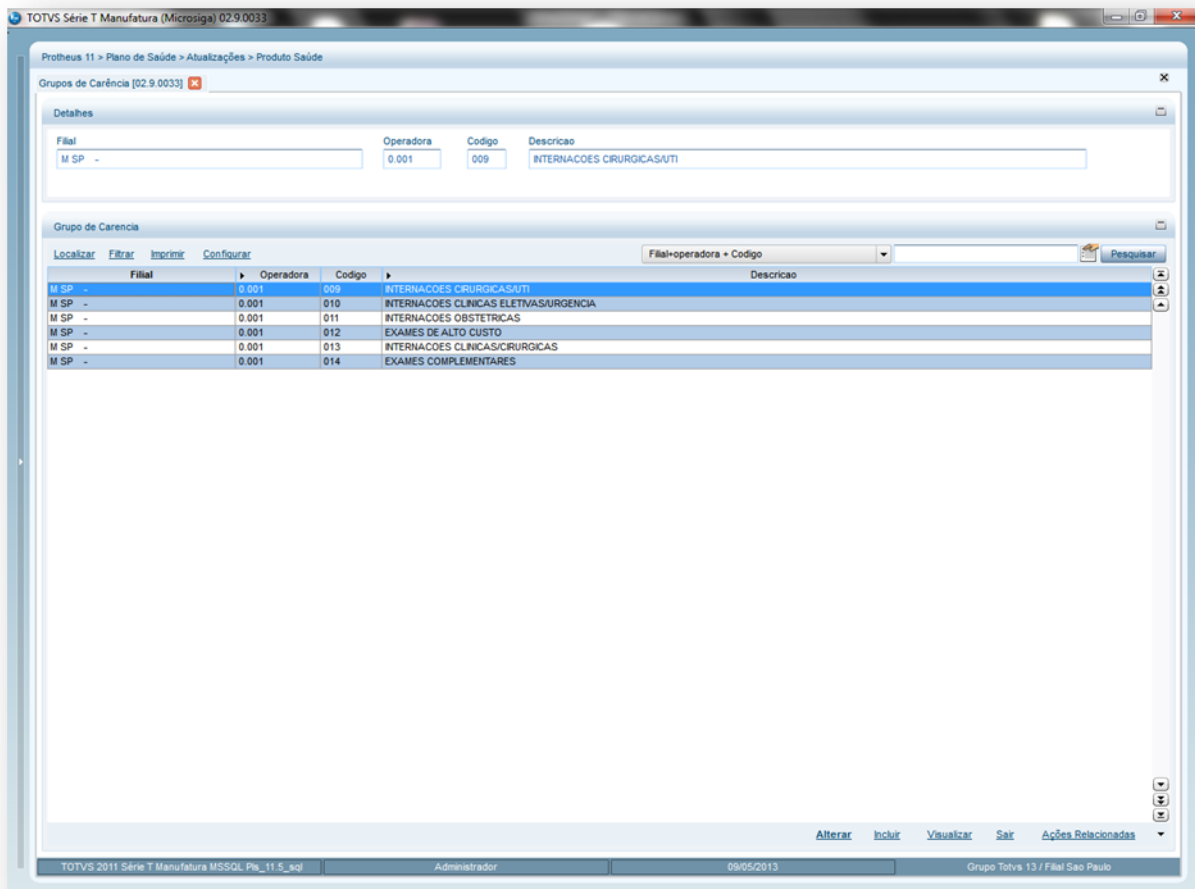 TOTVS Série T Manufatura (Microsiga) 02.9.0033
Protheus 11 > Plano de Saúde > Atualizações > Produto Saúde
Grupos de Carência [02.9.0033]
Detalhes
Filial Operadora Codigo Descricao
M SP - 0.001 009 INTERNACOES CIRURGICAS/UTI
Grupo de Carencia
Localizar Filtrar Imprimir Configurar Filial+operadora + Codigo Pesquisar
Filial Operadora Codigo Descricao
M SP - 0.001 009 INTERNACOES CIRURGICAS/UTI
M SP - 0.001 010 INTERNACOES CLINICAS ELETIVAS/URGENCIA
M SP - 0.001 011 INTERNACOES OBSTETRICAS
M SP - 0.001 012 EXAMES DE ALTO CUSTO
M SP - 0.001 013 INTERNACOES CLINICAS/CIRURGICAS
M SP - 0.001 014 EXAMES COMPLEMENTARES
Alterar Incluir Visualizar Sair Ações Relacionadas
TOTVS 2011 Série T Manufatura MSSQL Pls_11.5_sql Administrador 09/05/2013 Grupo Totvs 13 / Filial Sao Paulo